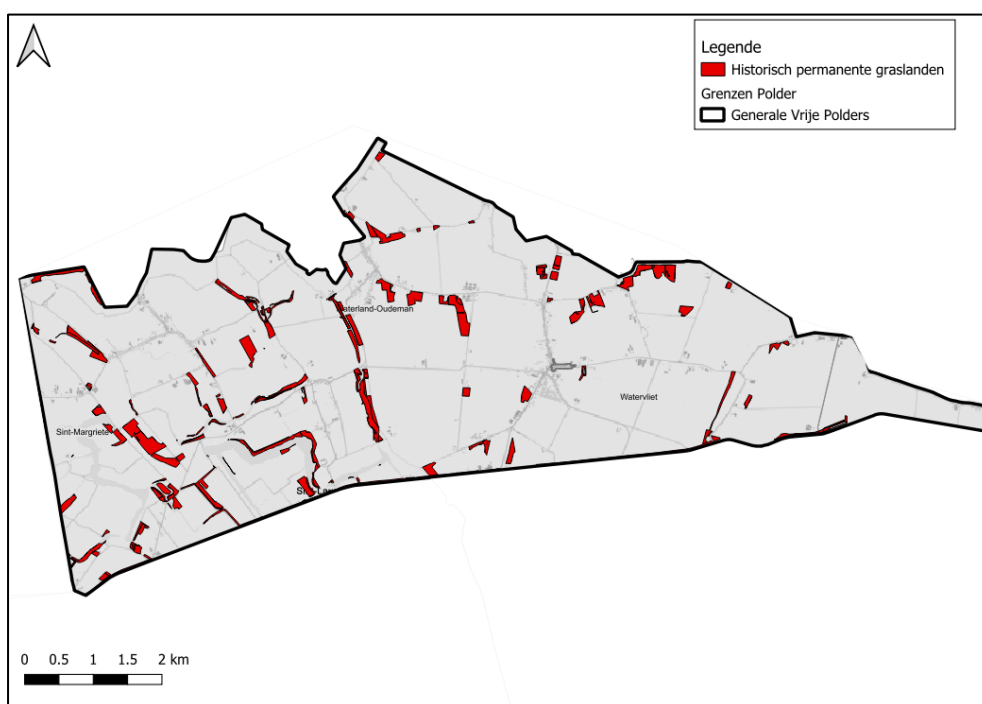 Legende
Historisch permanente graslanden
Grenzen Polder
Generale Vrije Polders
aterland-Oudeman
Watervliet
Sint-Margriete
0 0.5 1 1.5 2 km